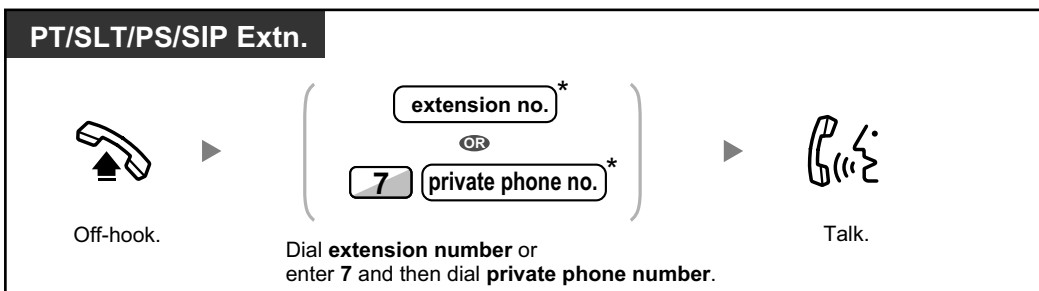 PT/SLT/PS/SIP Extn.
extension no.*
OR
7 private phone no.*
Off-hook.
Dial extension number or
enter 7 and then dial private phone number.
Talk.